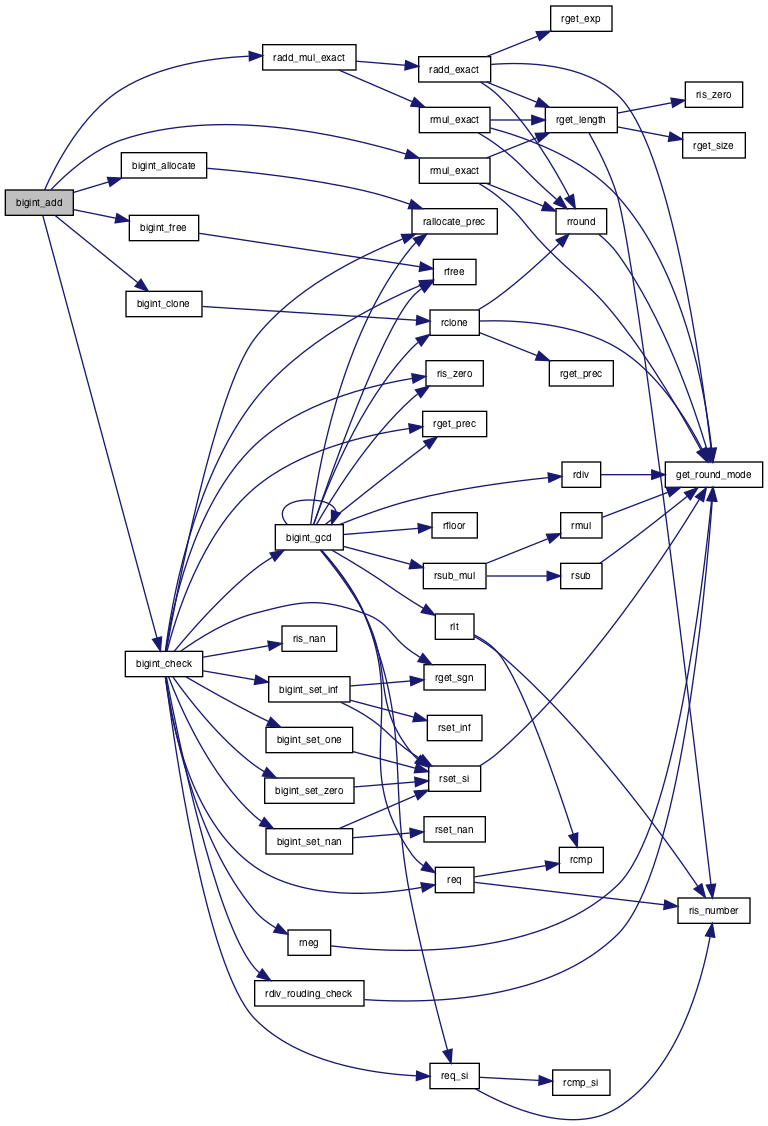 rget_exp
radd_mul_exact
radd_exact
ris_zero
rmul_exact
rget_length
rget_size
bigint_allocate
rmul_exact
bigint_add
rallocate_prec
rround
bigint_free
rfree
bigint_clone
rclone
ris_zero
rget_prec
rget_prec
rdiv
get_round_mode
bigint_gcd
rfloor
rmul
rsub_mul
rsub
rlt
ris_nan
bigint_check
rget_sgn
bigint_set_inf
rset_inf
bigint_set_one
rset_si
bigint_set_zero
rset_nan
bigint_set_nan
rcmp
req
ris_number
rneg
rdiv_rouding_check
req_si
rcmp_si